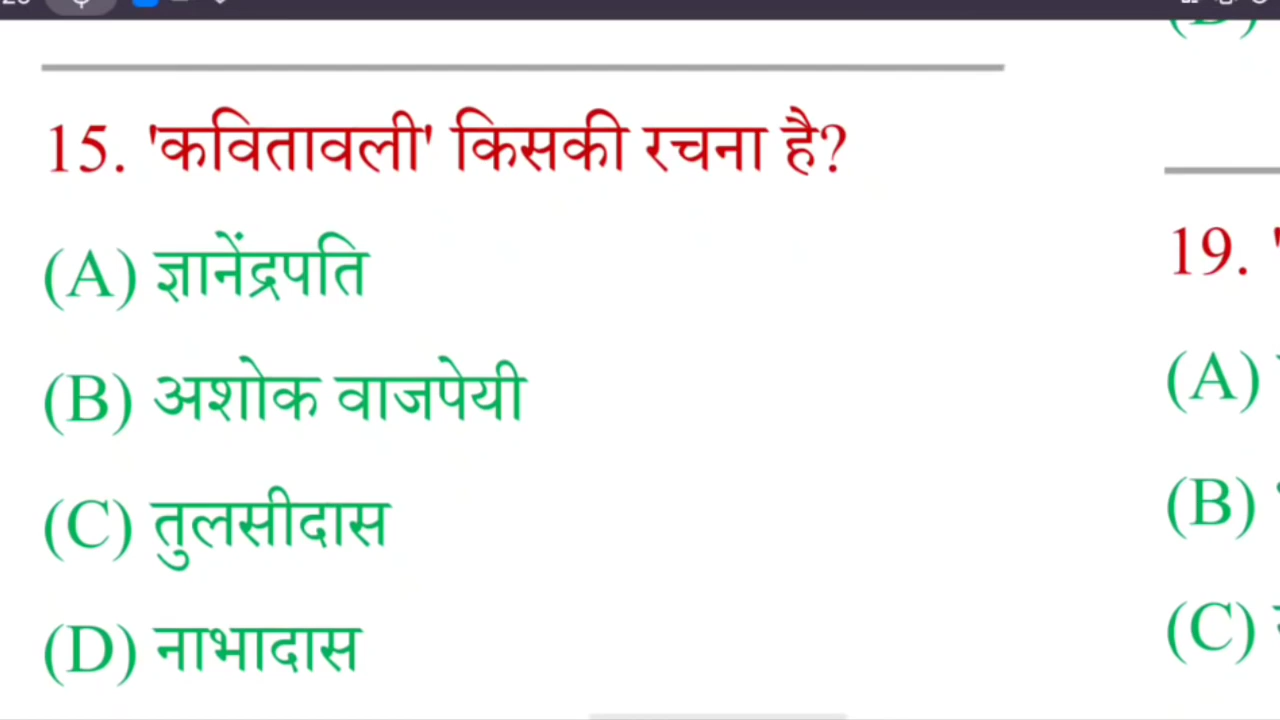 15. 'कवितावली' किसकी रचना है?
(A) ज्ञानेंद्रपति
(B) अशोक वाजपेयी
(C) तुलसीदास
(D) नाभादास
19.
(A)
(B)
(C)